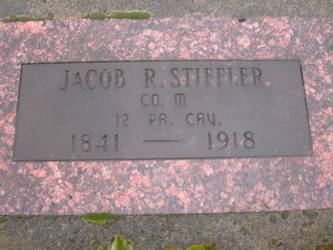 JACOB R. STIFFLER
CO. M
12 PA. CAV.
1841 — 1918